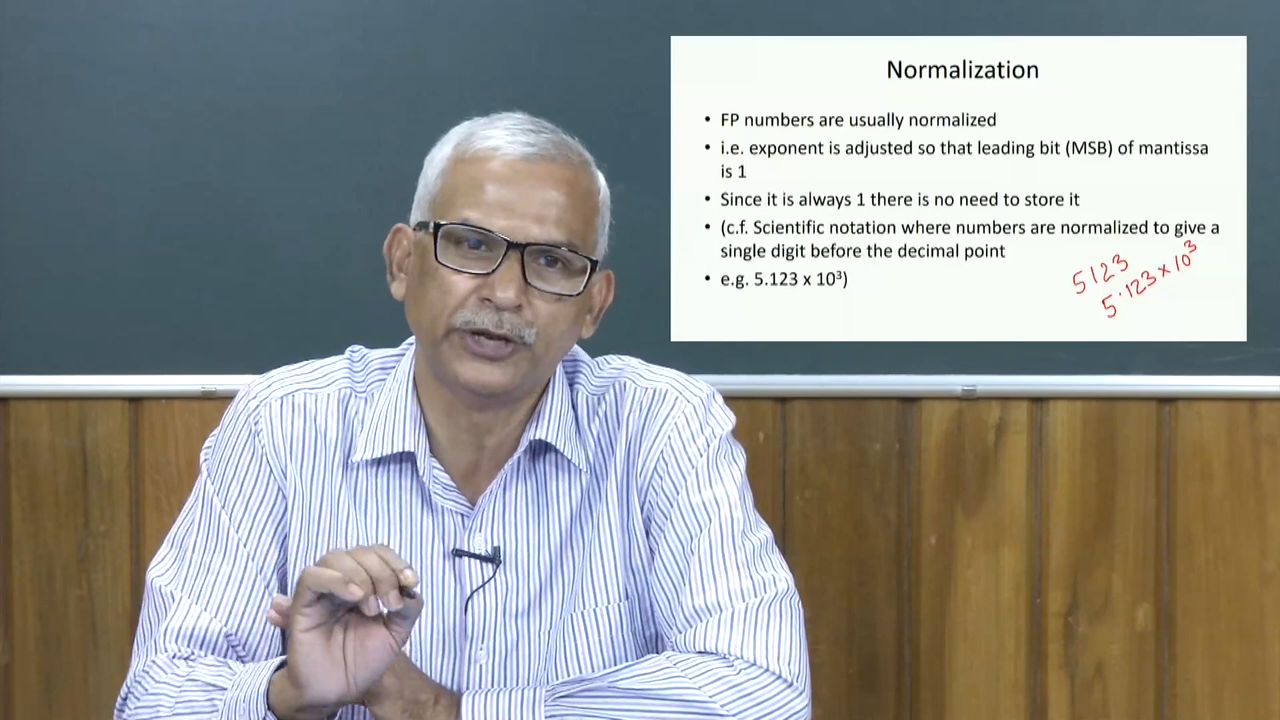 Normalization
• FP numbers are usually normalized
• i.e. exponent is adjusted so that leading bit (MSB) of mantissa
is 1
• Since it is always 1 there is no need to store it
• (c.f. Scientific notation where numbers are normalized to give a
single digit before the decimal point
• e.g. 5.123 x 10³)
5123
5.123 x 10³